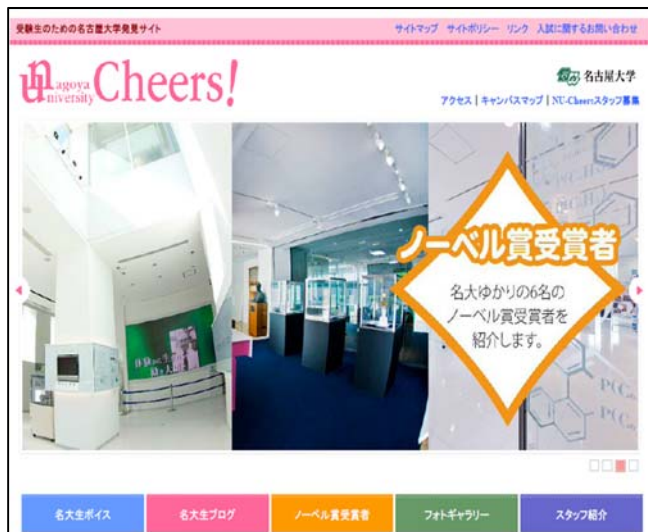 受験生のための名古屋大学発見サイト
サイトマップ サイトポリシー リンク 入試に関するお問い合わせ
Nagoya University Cheers!
名古屋大学
アクセス | キャンパスマップ | NU-Cheersスタッフ募集
ノーベル賞受賞者
名大ゆかりの6名の
ノーベル賞受賞者を
紹介します。
名大生ボイス
名大生ブログ
ノーベル賞受賞者
フォトギャラリー
スタッフ紹介